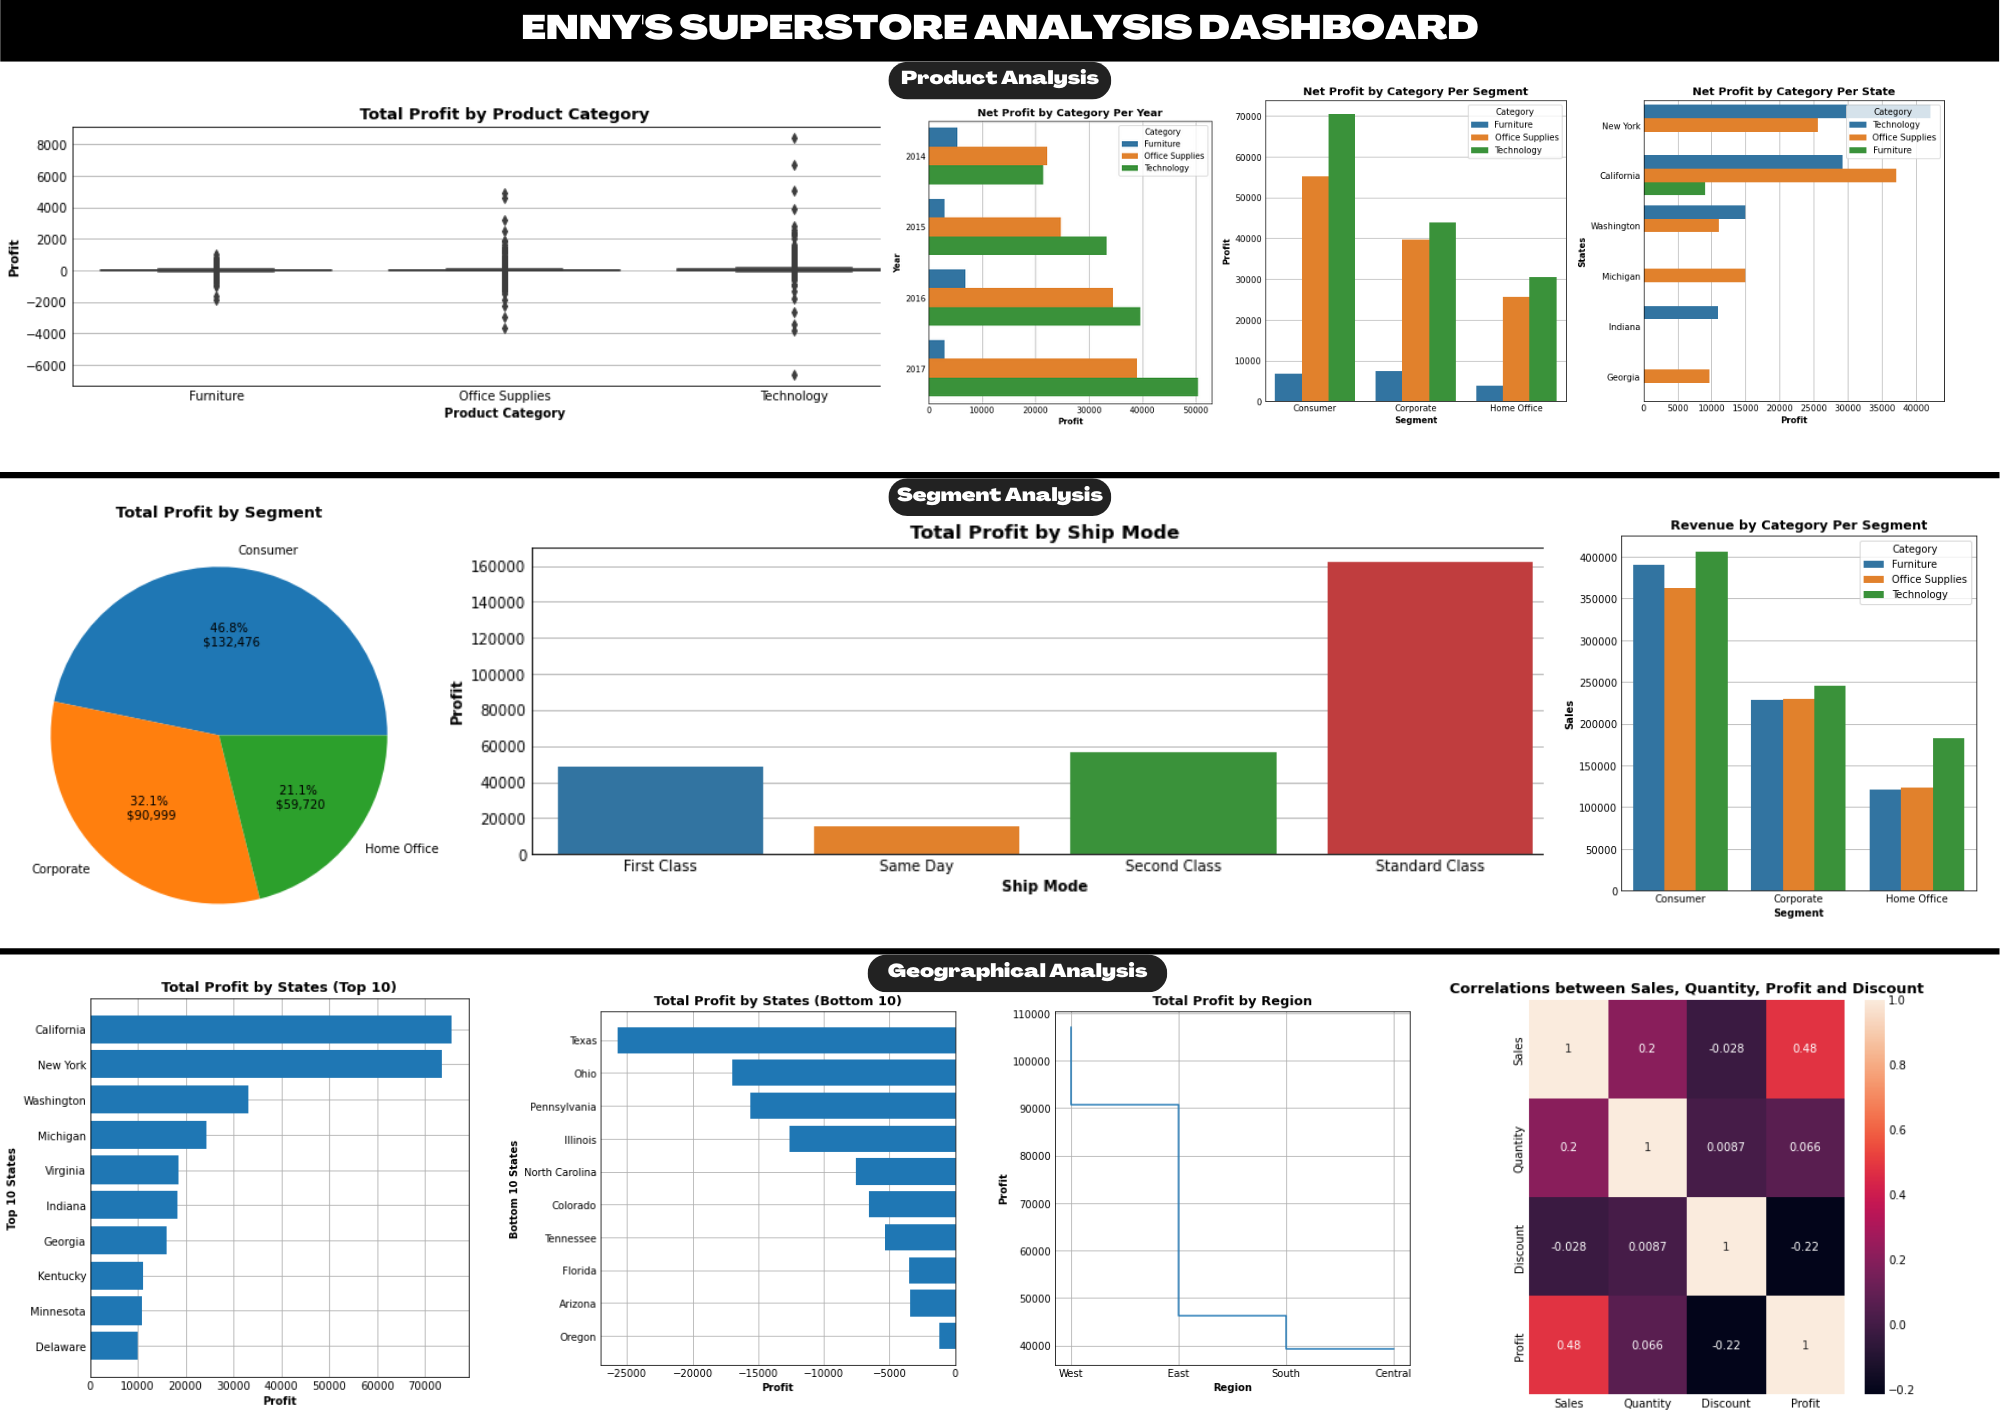 ENNY'S SUPERSTORE ANALYSIS DASHBOARD
Product Analysis
Total Profit by Product Category
Profit
8000
6000
4000
2000
0
−2000
−4000
−6000
Furniture
Office Supplies
Technology
Product Category
Net Profit by Category Per Year
Category
Furniture
Office Supplies
Technology
Year
2014
2015
2016
2017
0
10000
20000
30000
40000
50000
Profit
Net Profit by Category Per Segment
Category
Furniture
Office Supplies
Technology
Profit
70000
60000
50000
40000
30000
20000
10000
0
Consumer
Corporate
Home Office
Segment
Net Profit by Category Per State
Category
Technology
Office Supplies
Furniture
States
New York
California
Washington
Michigan
Indiana
Georgia
0
5000
10000
15000
20000
25000
30000
35000
40000
Profit
Segment Analysis
Total Profit by Segment
Consumer
46.8%
$132,476
32.1%
$90,999
21.1%
$59,720
Home Office
Corporate
Total Profit by Ship Mode
Profit
160000
140000
120000
100000
80000
60000
40000
20000
0
First Class
Same Day
Second Class
Standard Class
Ship Mode
Revenue by Category Per Segment
Category
Furniture
Office Supplies
Technology
Sales
400000
350000
300000
250000
200000
150000
100000
50000
0
Consumer
Corporate
Home Office
Segment
Geographical Analysis
Total Profit by States (Top 10)
Top 10 States
California
New York
Washington
Michigan
Virginia
Indiana
Georgia
Kentucky
Minnesota
Delaware
0
10000
20000
30000
40000
50000
60000
70000
Profit
Total Profit by States (Bottom 10)
Bottom 10 States
Texas
Ohio
Pennsylvania
Illinois
North Carolina
Colorado
Tennessee
Florida
Arizona
Oregon
−25000
−20000
−15000
−10000
−5000
0
Profit
Total Profit by Region
Profit
110000
100000
90000
80000
70000
60000
50000
40000
West
East
South
Central
Region
Correlations between Sales, Quantity, Profit and Discount
Sales
1
0.2
-0.028
0.48
Quantity
0.2
1
0.0087
0.066
Discount
-0.028
0.0087
1
-0.22
Profit
0.48
0.066
-0.22
1
Sales
Quantity
Discount
Profit
1.0
0.8
0.6
0.4
0.2
0.0
−0.2